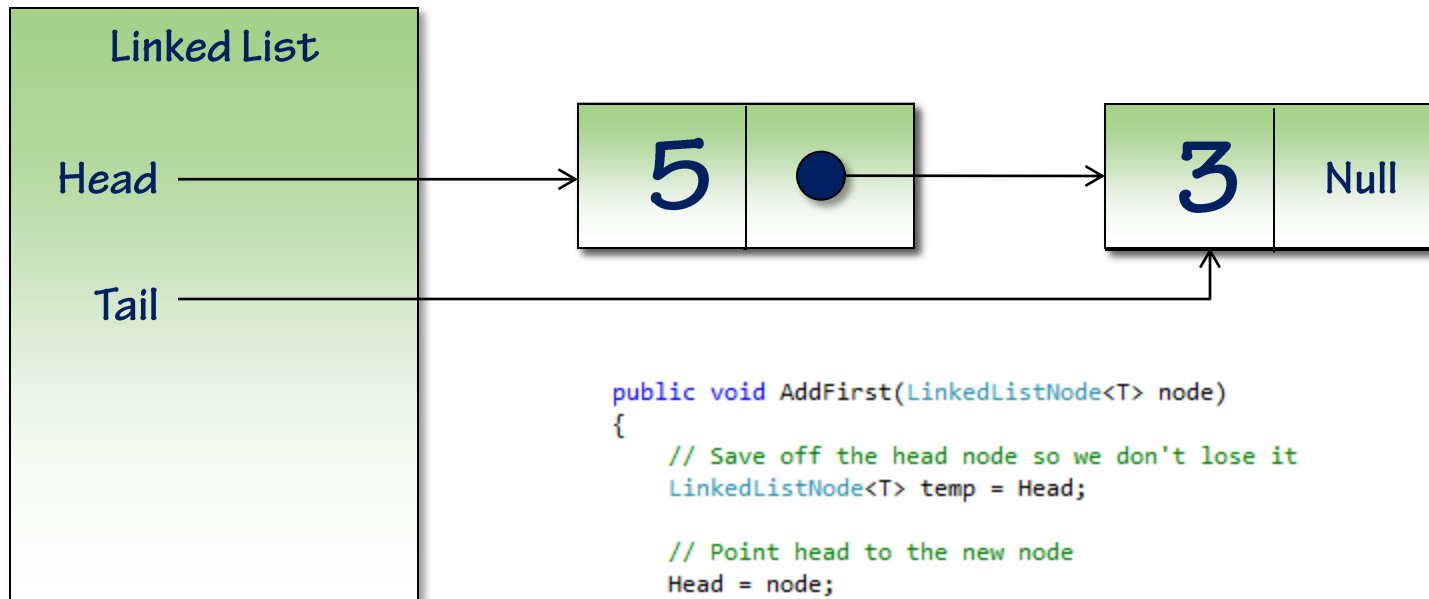 Linked List
Head
5
3
Null
Tail
public void AddFirst(LinkedListNode<T> node)
{
    // Save off the head node so we don't lose it
    LinkedListNode<T> temp = Head;
    // Point head to the new node
    Head = node;